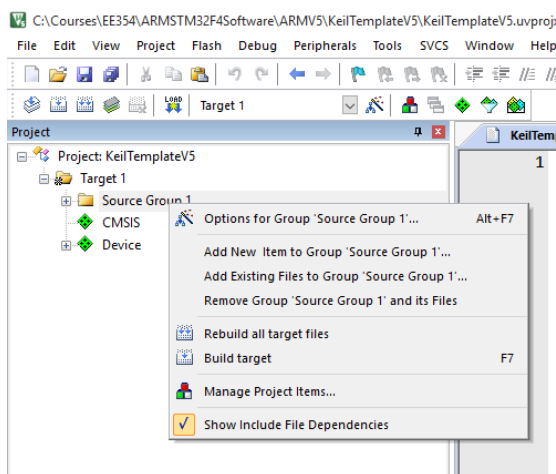 C:\Courses\EE354\ARMSTM32F4Software\ARMV5\KeilTemplateV5\KeilTemplateV5.uvproj
File Edit View Project Flash Debug Peripherals Tools SVCS Window Help
LOAD Target 1
Project
KeilTem
Project: KeilTemplateV5
1
Target 1
Source Group 1
CMSIS
Device
Options for Group 'Source Group 1'... Alt+F7
Add New Item to Group 'Source Group 1'...
Add Existing Files to Group 'Source Group 1'...
Remove Group 'Source Group 1' and its Files
Rebuild all target files
Build target F7
Manage Project Items...
Show Include File Dependencies